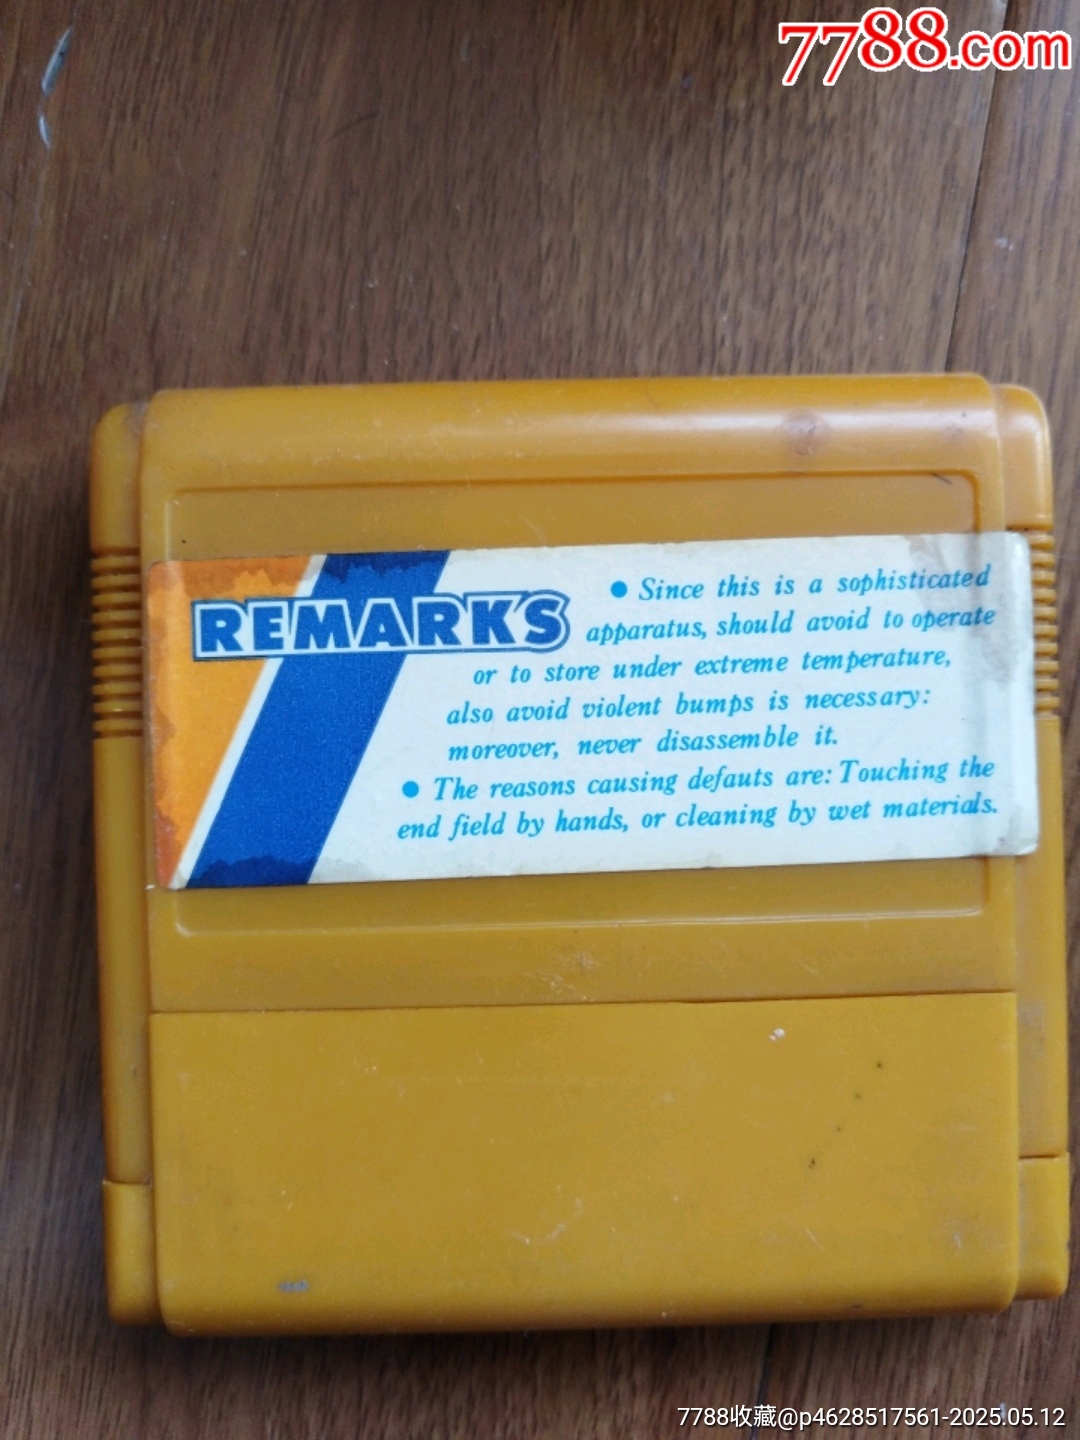 7788.com
REMARKS
● Since this is a sophisticated
apparatus, should avoid to operate
or to store under extreme temperature,
also avoid violent bumps is necessary:
moreover, never disassemble it.
● The reasons causing defauts are: Touching the
end field by hands, or cleaning by wet materials.
7788收藏@p4628517561-2025.05.12